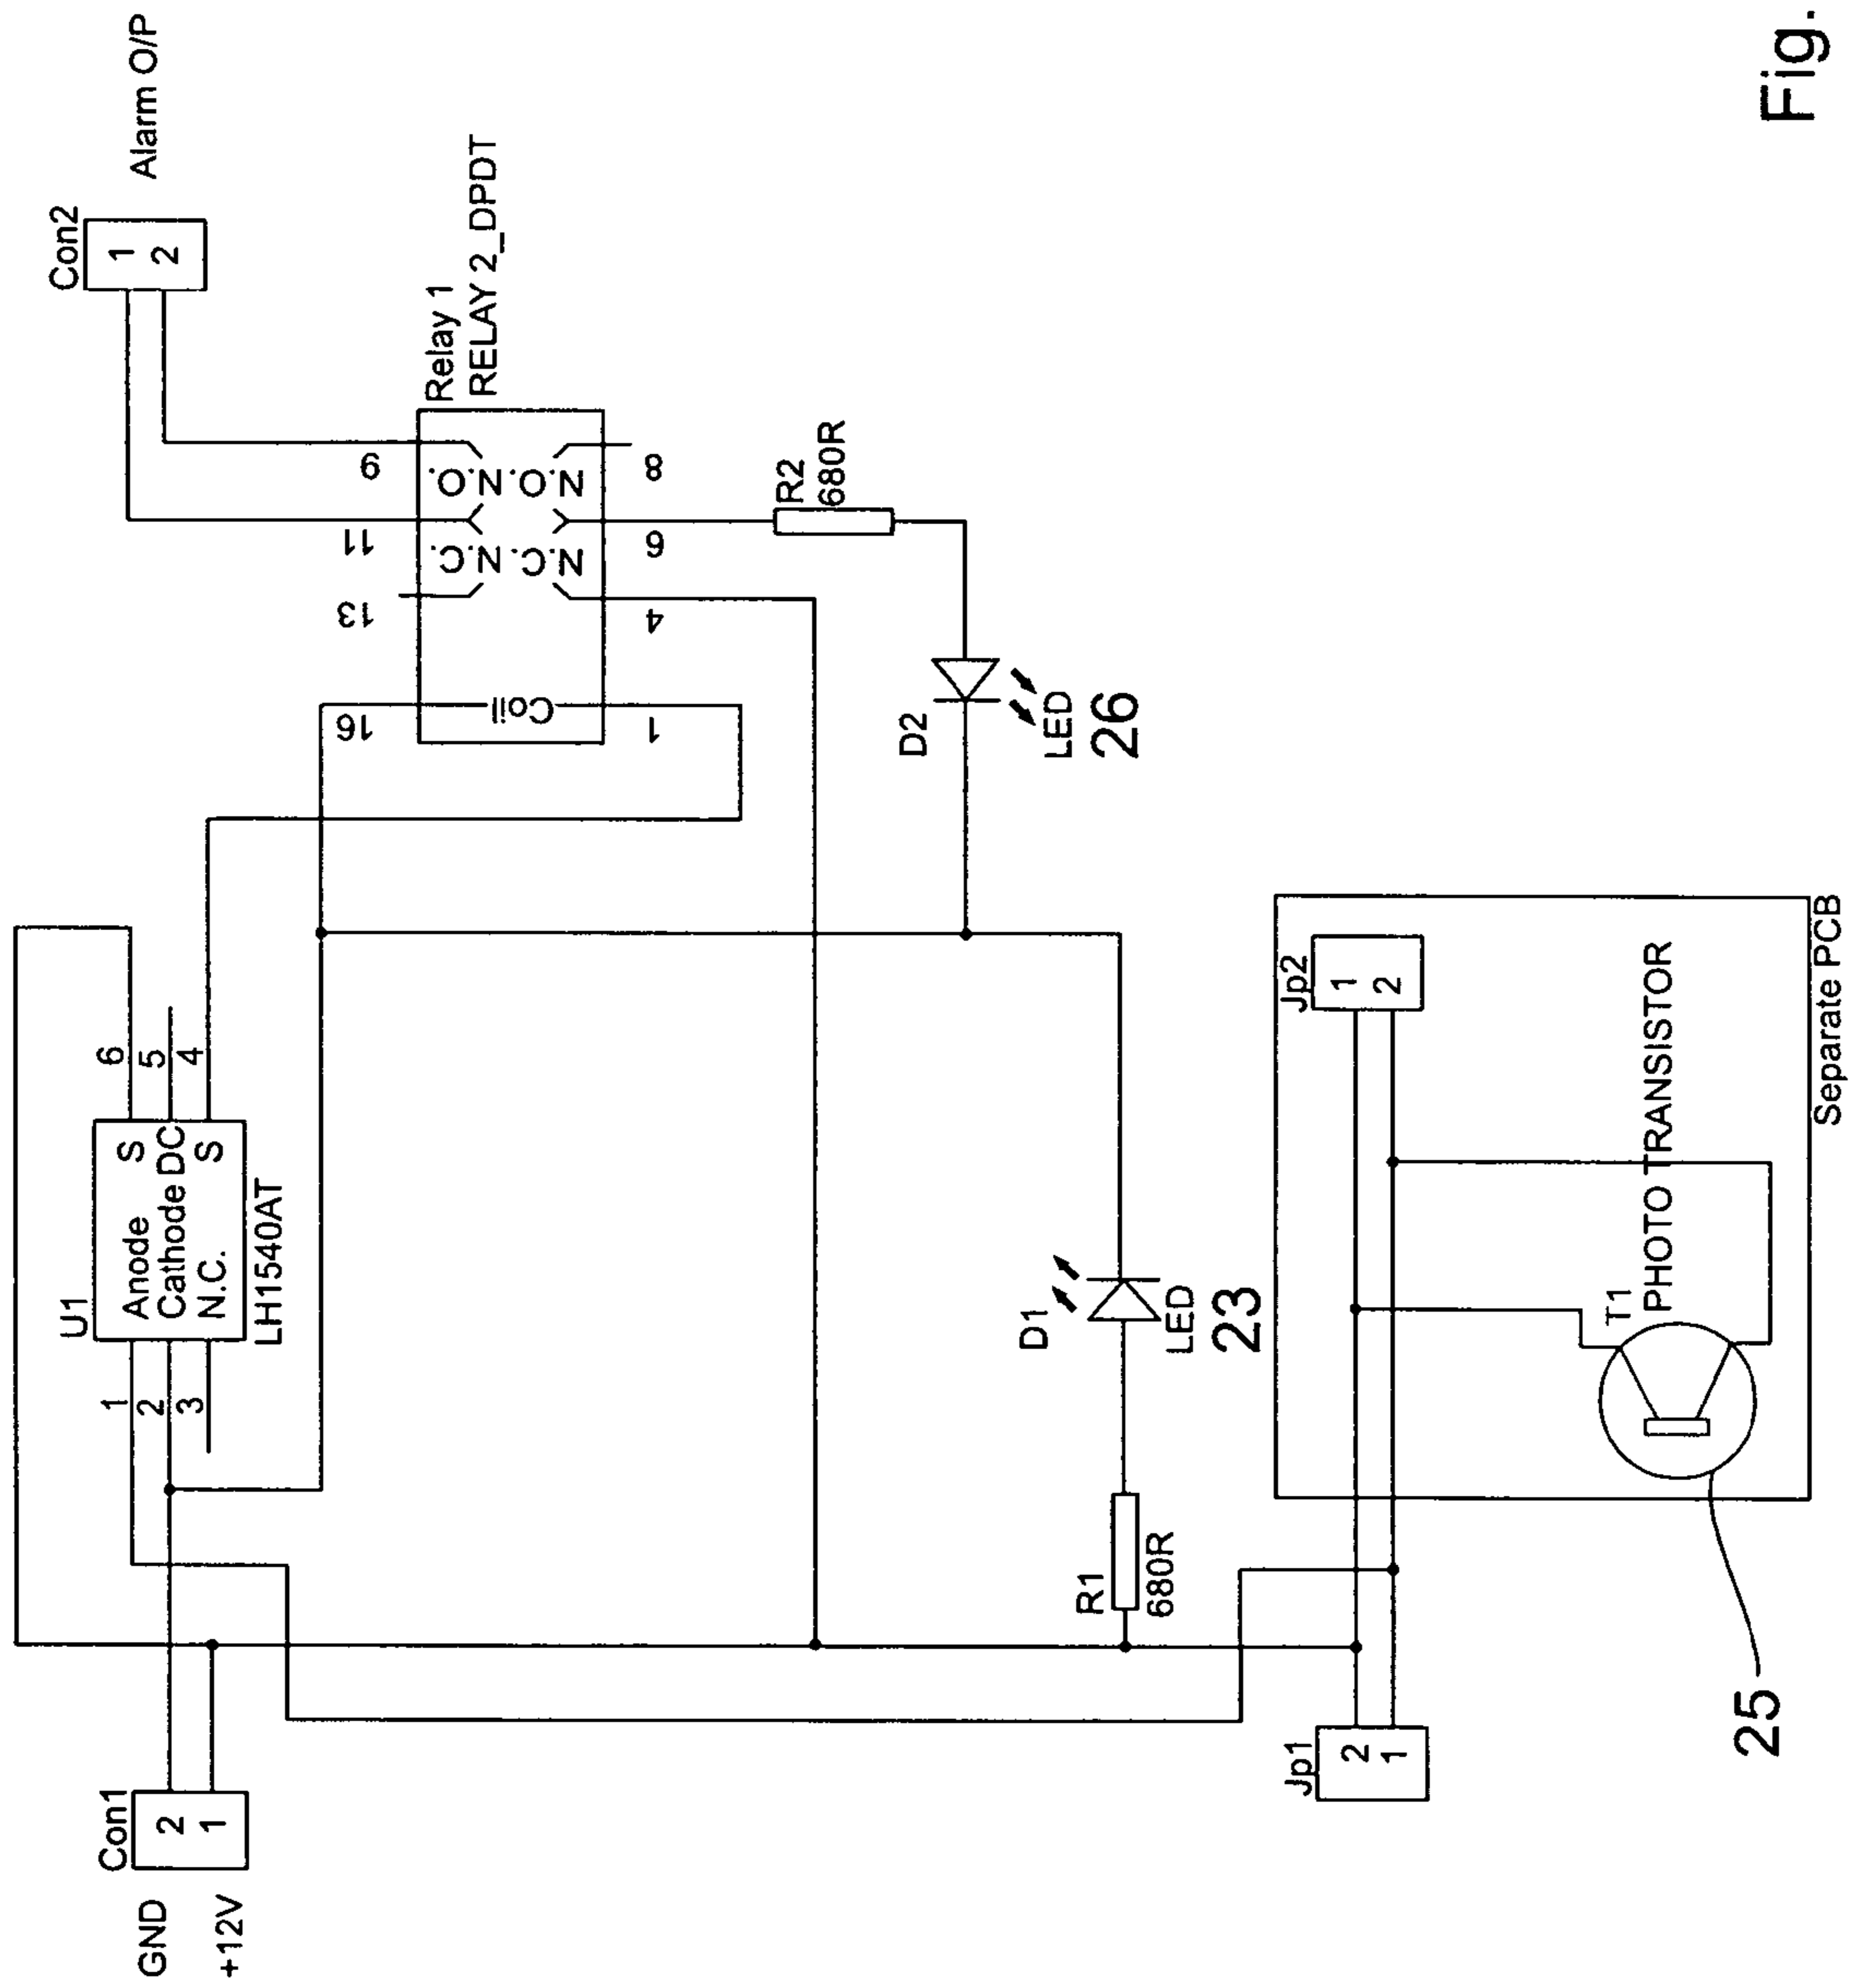 GND
+12V
Con1
2
1
U1
1
2
3
Anode S
Cathode DC
N.C. S
6
5
4
LH1540AT
Con2
1
2
Alarm O/P
Relay 1
RELAY 2_DPDT
16
13
11
9
Coil
N.C. N.O.
N.C. N.O.
1
4
6
8
R2
680R
D2
LED
26
R1
680R
D1
LED
23
Jp1
2
1
Jp2
1
2
T1
PHOTO TRANSISTOR
25
Separate PCB
Fig.